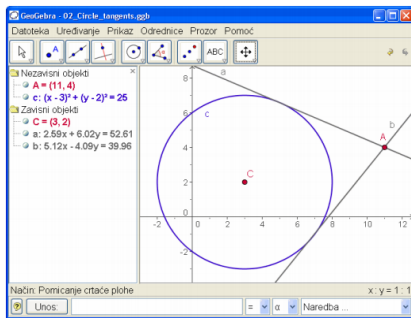 GeoGebra - 02_Circle_tangents.ggb
Datoteka Uređivanje Prikaz Odrednice Prozor Pomoć
A
ABC
Nezavisni objekti
A = (11, 4)
c: (x - 3)² + (y - 2)² = 25
Zavisni objekti
C = (3, 2)
a: 2.59x + 6.02y = 52.61
b: 5.12x - 4.09y = 39.96
a
8
c
6
b
4
A
2
C
-2 0 2 4 6 8 10 12
0
-2
Način: Pomicanje crtaće plohe
x : y = 1 : 1
Unos:
=
α
Naredba ...